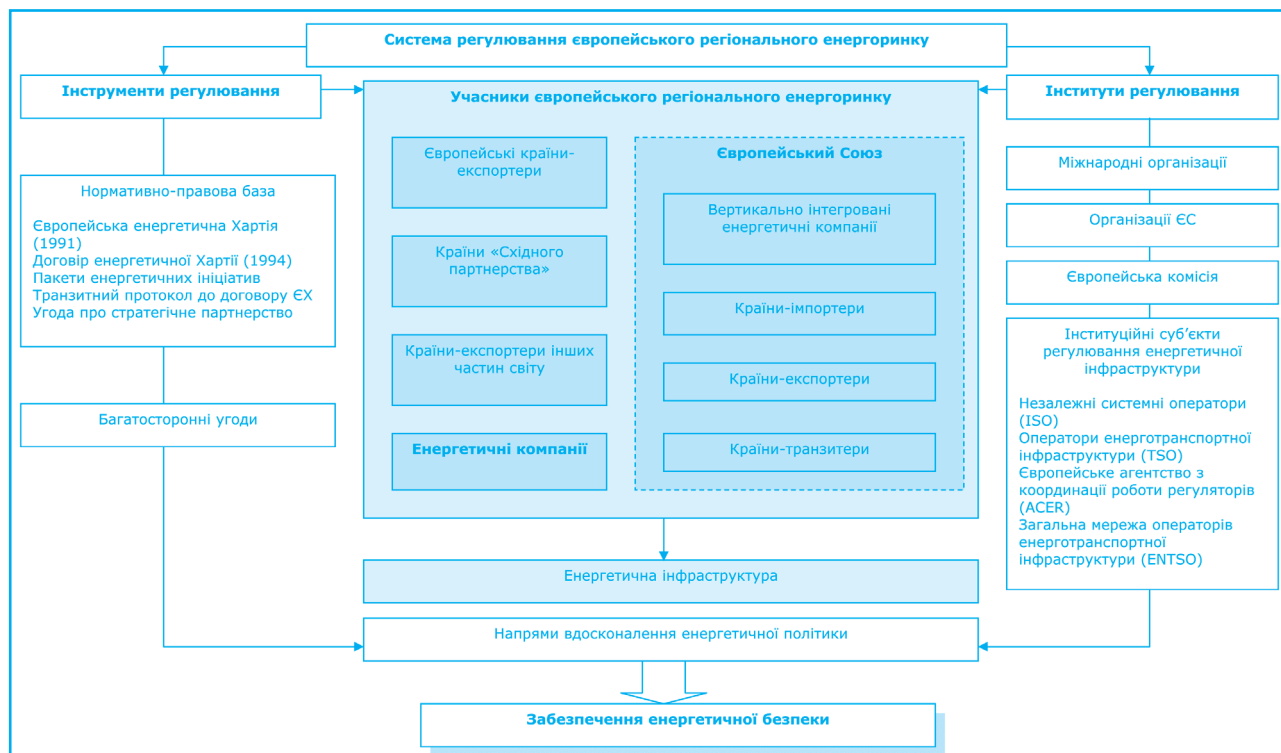 Система регулювання європейського регіонального енергоринку
Інструменти регулювання
Нормативно-правова база
Європейська енергетична Хартія
(1991)
Договір енергетичної Хартії (1994)
Пакети енергетичних ініціатив
Транзитний протокол до договору ЄХ
Угода про стратегічне партнерство
Багатосторонні угоди
Учасники європейського регіонального енергоринку
Європейські країни-
експортери
Країни «Східного
партнерства»
Країни-експортери інших
частин світу
Енергетичні компанії
Європейський Союз
Вертикально інтегровані
енергетичні компанії
Країни-імпортери
Країни-експортери
Країни-транзитери
Інститути регулювання
Міжнародні організації
Організації ЄС
Європейська комісія
Інституційні суб’єкти
регулювання енергетичної
інфраструктури
Незалежні системні оператори
(ISO)
Оператори енерготранспортної
інфраструктури (TSO)
Європейське агентство з
координації роботи регуляторів
(ACER)
Загальна мережа операторів
енерготранспортної
інфраструктури (ENTSO)
Енергетична інфраструктура
Напрями вдосконалення енергетичної політики
Забезпечення енергетичної безпеки